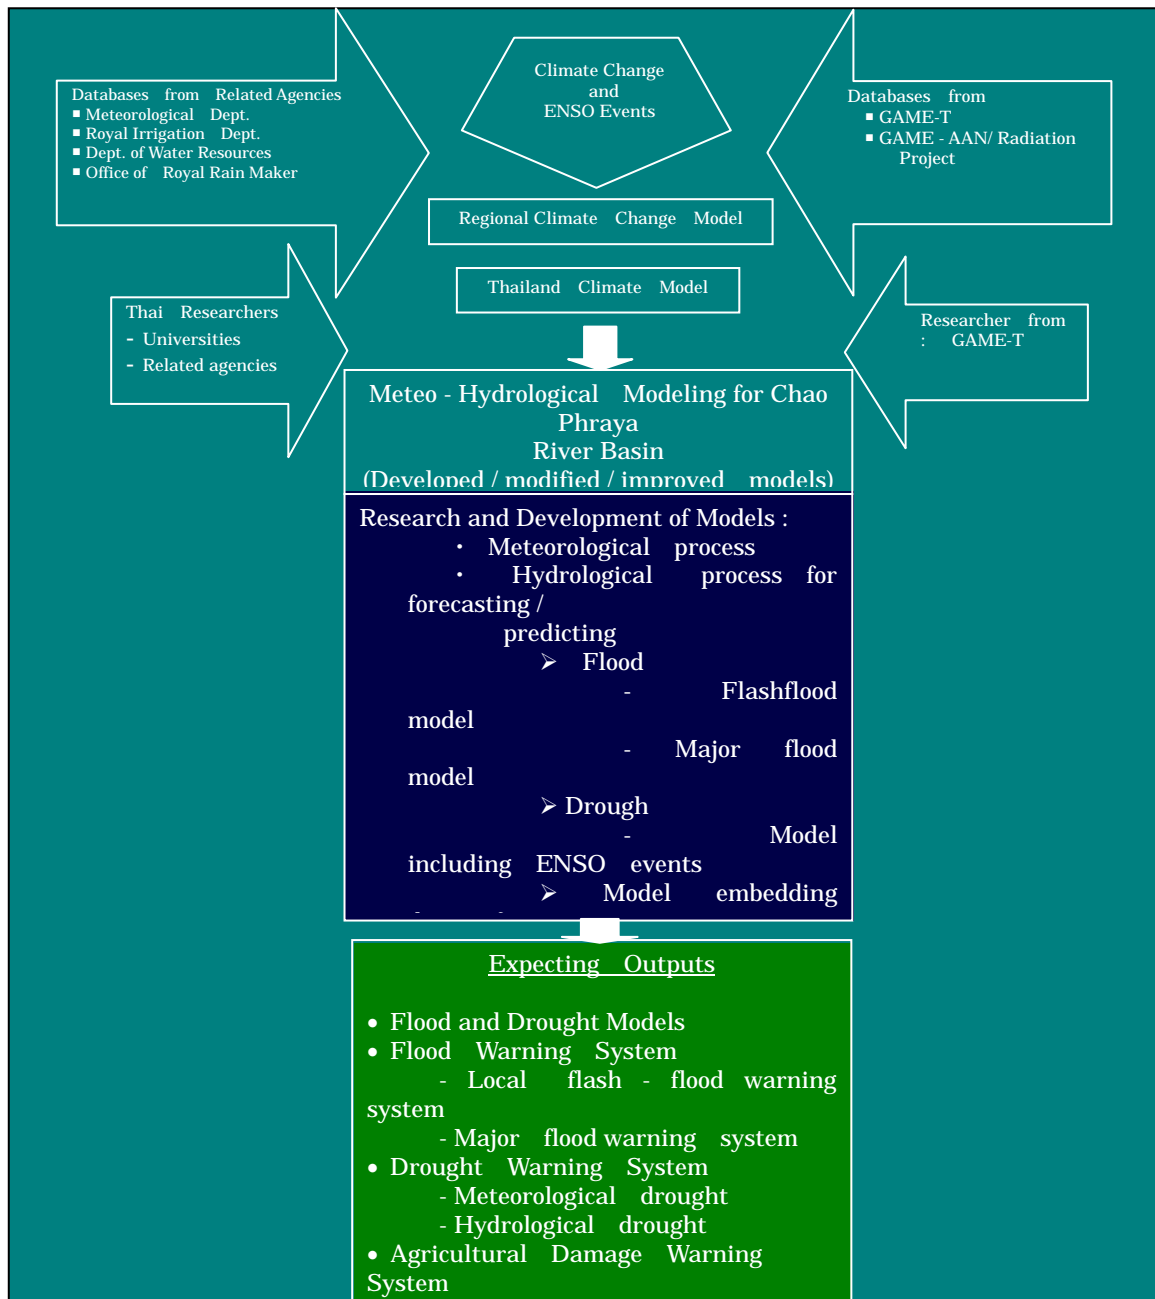 Databases from Related Agencies
▪ Meteorological Dept.
▪ Royal Irrigation Dept.
▪ Dept. of Water Resources
▪ Office of Royal Rain Maker
Climate Change
and
ENSO Events
Databases from
▪ GAME-T
▪ GAME - AAN/ Radiation
Project
Regional Climate Change Model
Thailand Climate Model
Thai Researchers
- Universities
- Related agencies
Researcher from
: GAME-T
Meteo - Hydrological Modeling for Chao
Phraya
River Basin
(Developed / modified / improved models)
Research and Development of Models :
・ Meteorological process
・ Hydrological process for
forecasting /
predicting
➢ Flood
- Flashflood
model
- Major flood
model
➢ Drough
- Model
including ENSO events
➢ Model embedding
Expecting Outputs
• Flood and Drought Models
• Flood Warning System
- Local flash - flood warning
system
- Major flood warning system
• Drought Warning System
- Meteorological drought
- Hydrological drought
• Agricultural Damage Warning
System